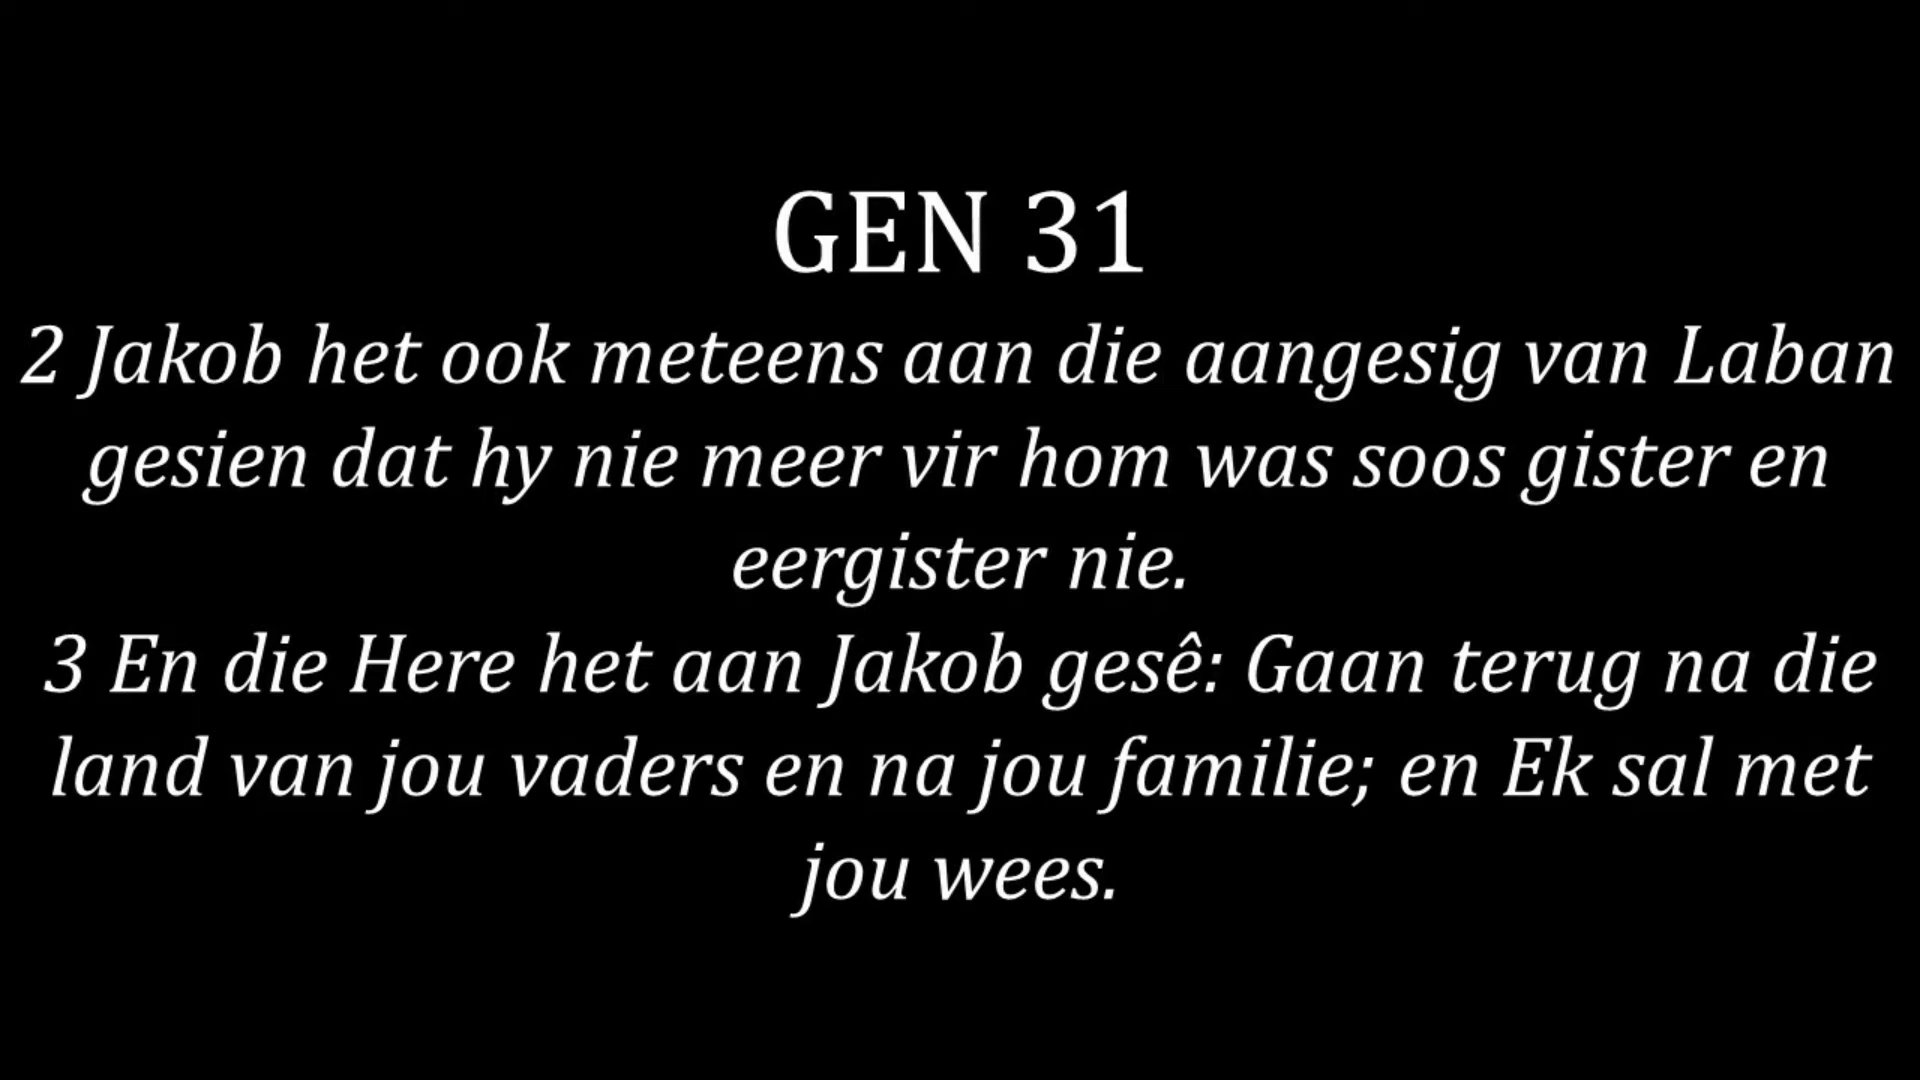 GEN 31
2 Jakob het ook meteens aan die aangesig van Laban
gesien dat hy nie meer vir hom was soos gister en
eergister nie.
3 En die Here het aan Jakob gesê: Gaan terug na die
land van jou vaders en na jou familie; en Ek sal met
jou wees.